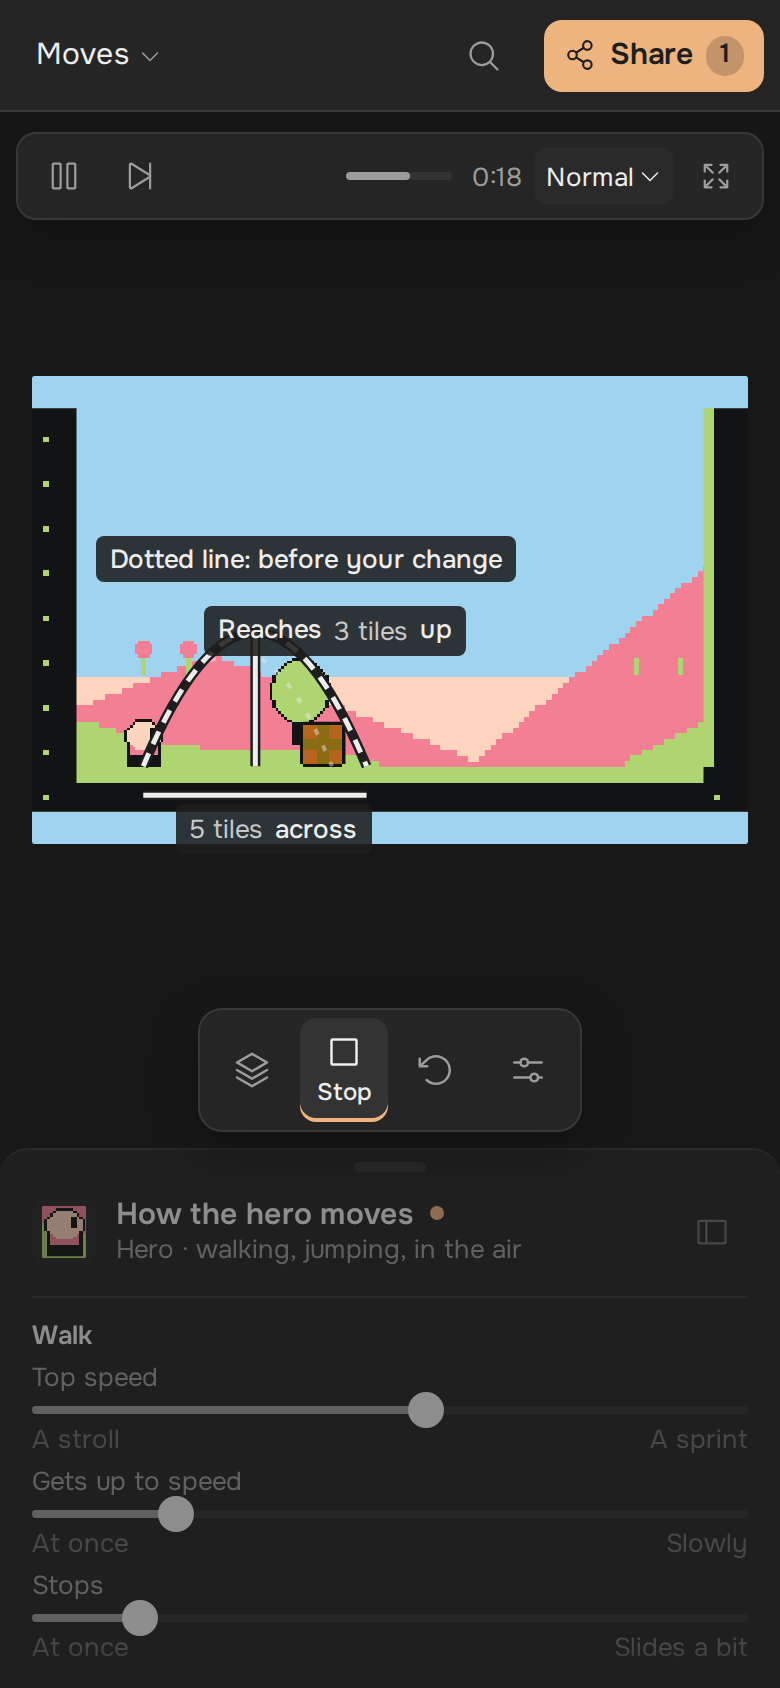 Moves
Share 1
0:18 Normal
Dotted line: before your change
Reaches 3 tiles up
5 tiles across
Stop
How the hero moves
Hero · walking, jumping, in the air
Walk
Top speed
A stroll A sprint
Gets up to speed
At once Slowly
Stops
At once Slides a bit